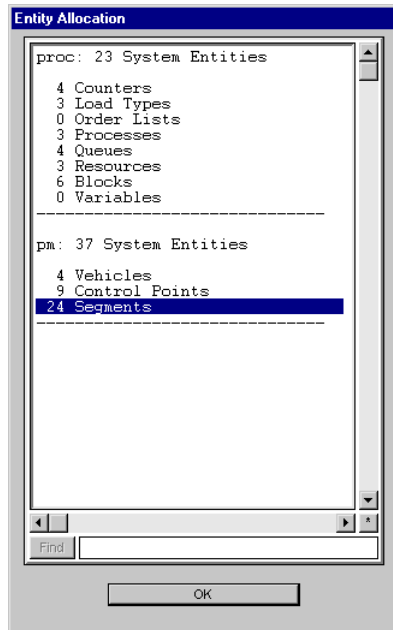 Entity Allocation
proc: 23 System Entities
4 Counters
3 Load Types
0 Order Lists
3 Processes
4 Queues
3 Resources
6 Blocks
0 Variables
------------------------------
pm: 37 System Entities
4 Vehicles
9 Control Points
24 Segments
------------------------------
*
Find
OK